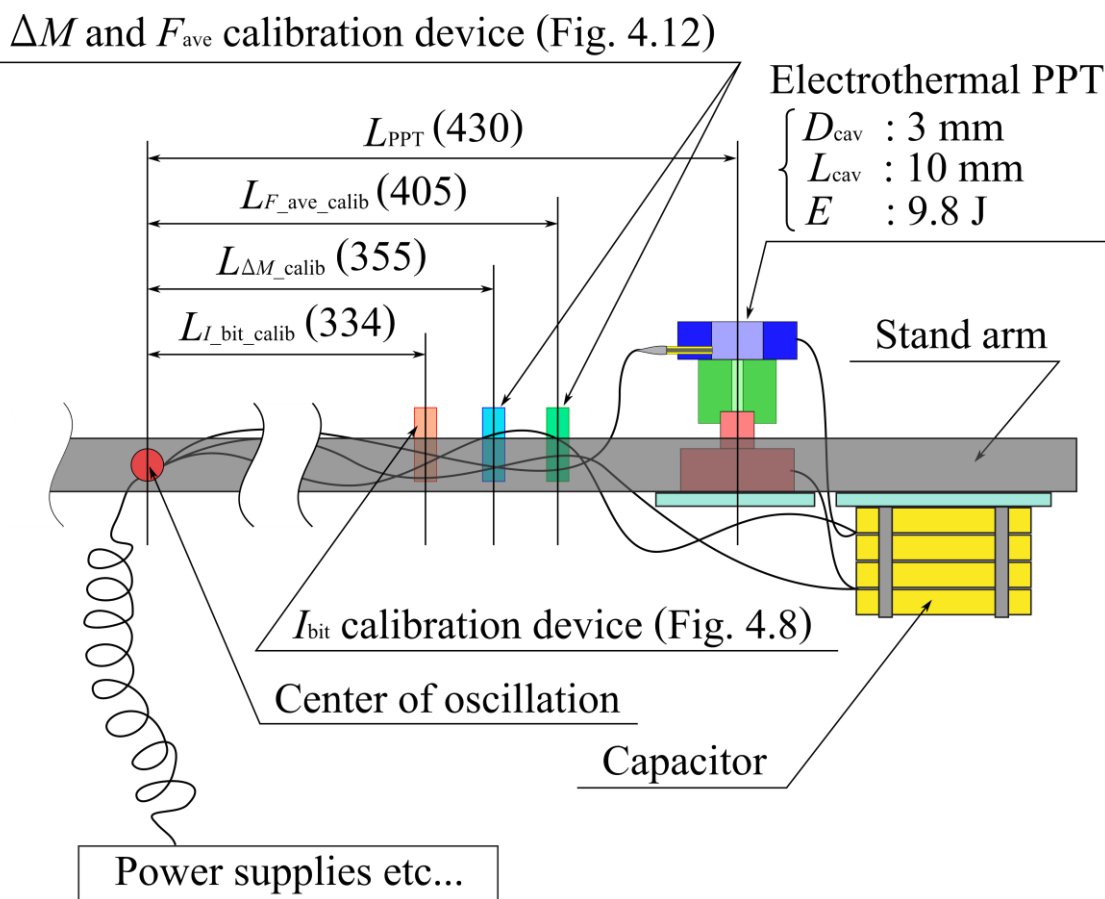 ΔM and Fave calibration device (Fig. 4.12)
Electrothermal PPT
Dcav : 3 mm
Lcav : 10 mm
E : 9.8 J
LPPT (430)
LF_ave_calib (405)
LΔM_calib (355)
LI_bit_calib (334)
Stand arm
Ibit calibration device (Fig. 4.8)
Center of oscillation
Capacitor
Power supplies etc...